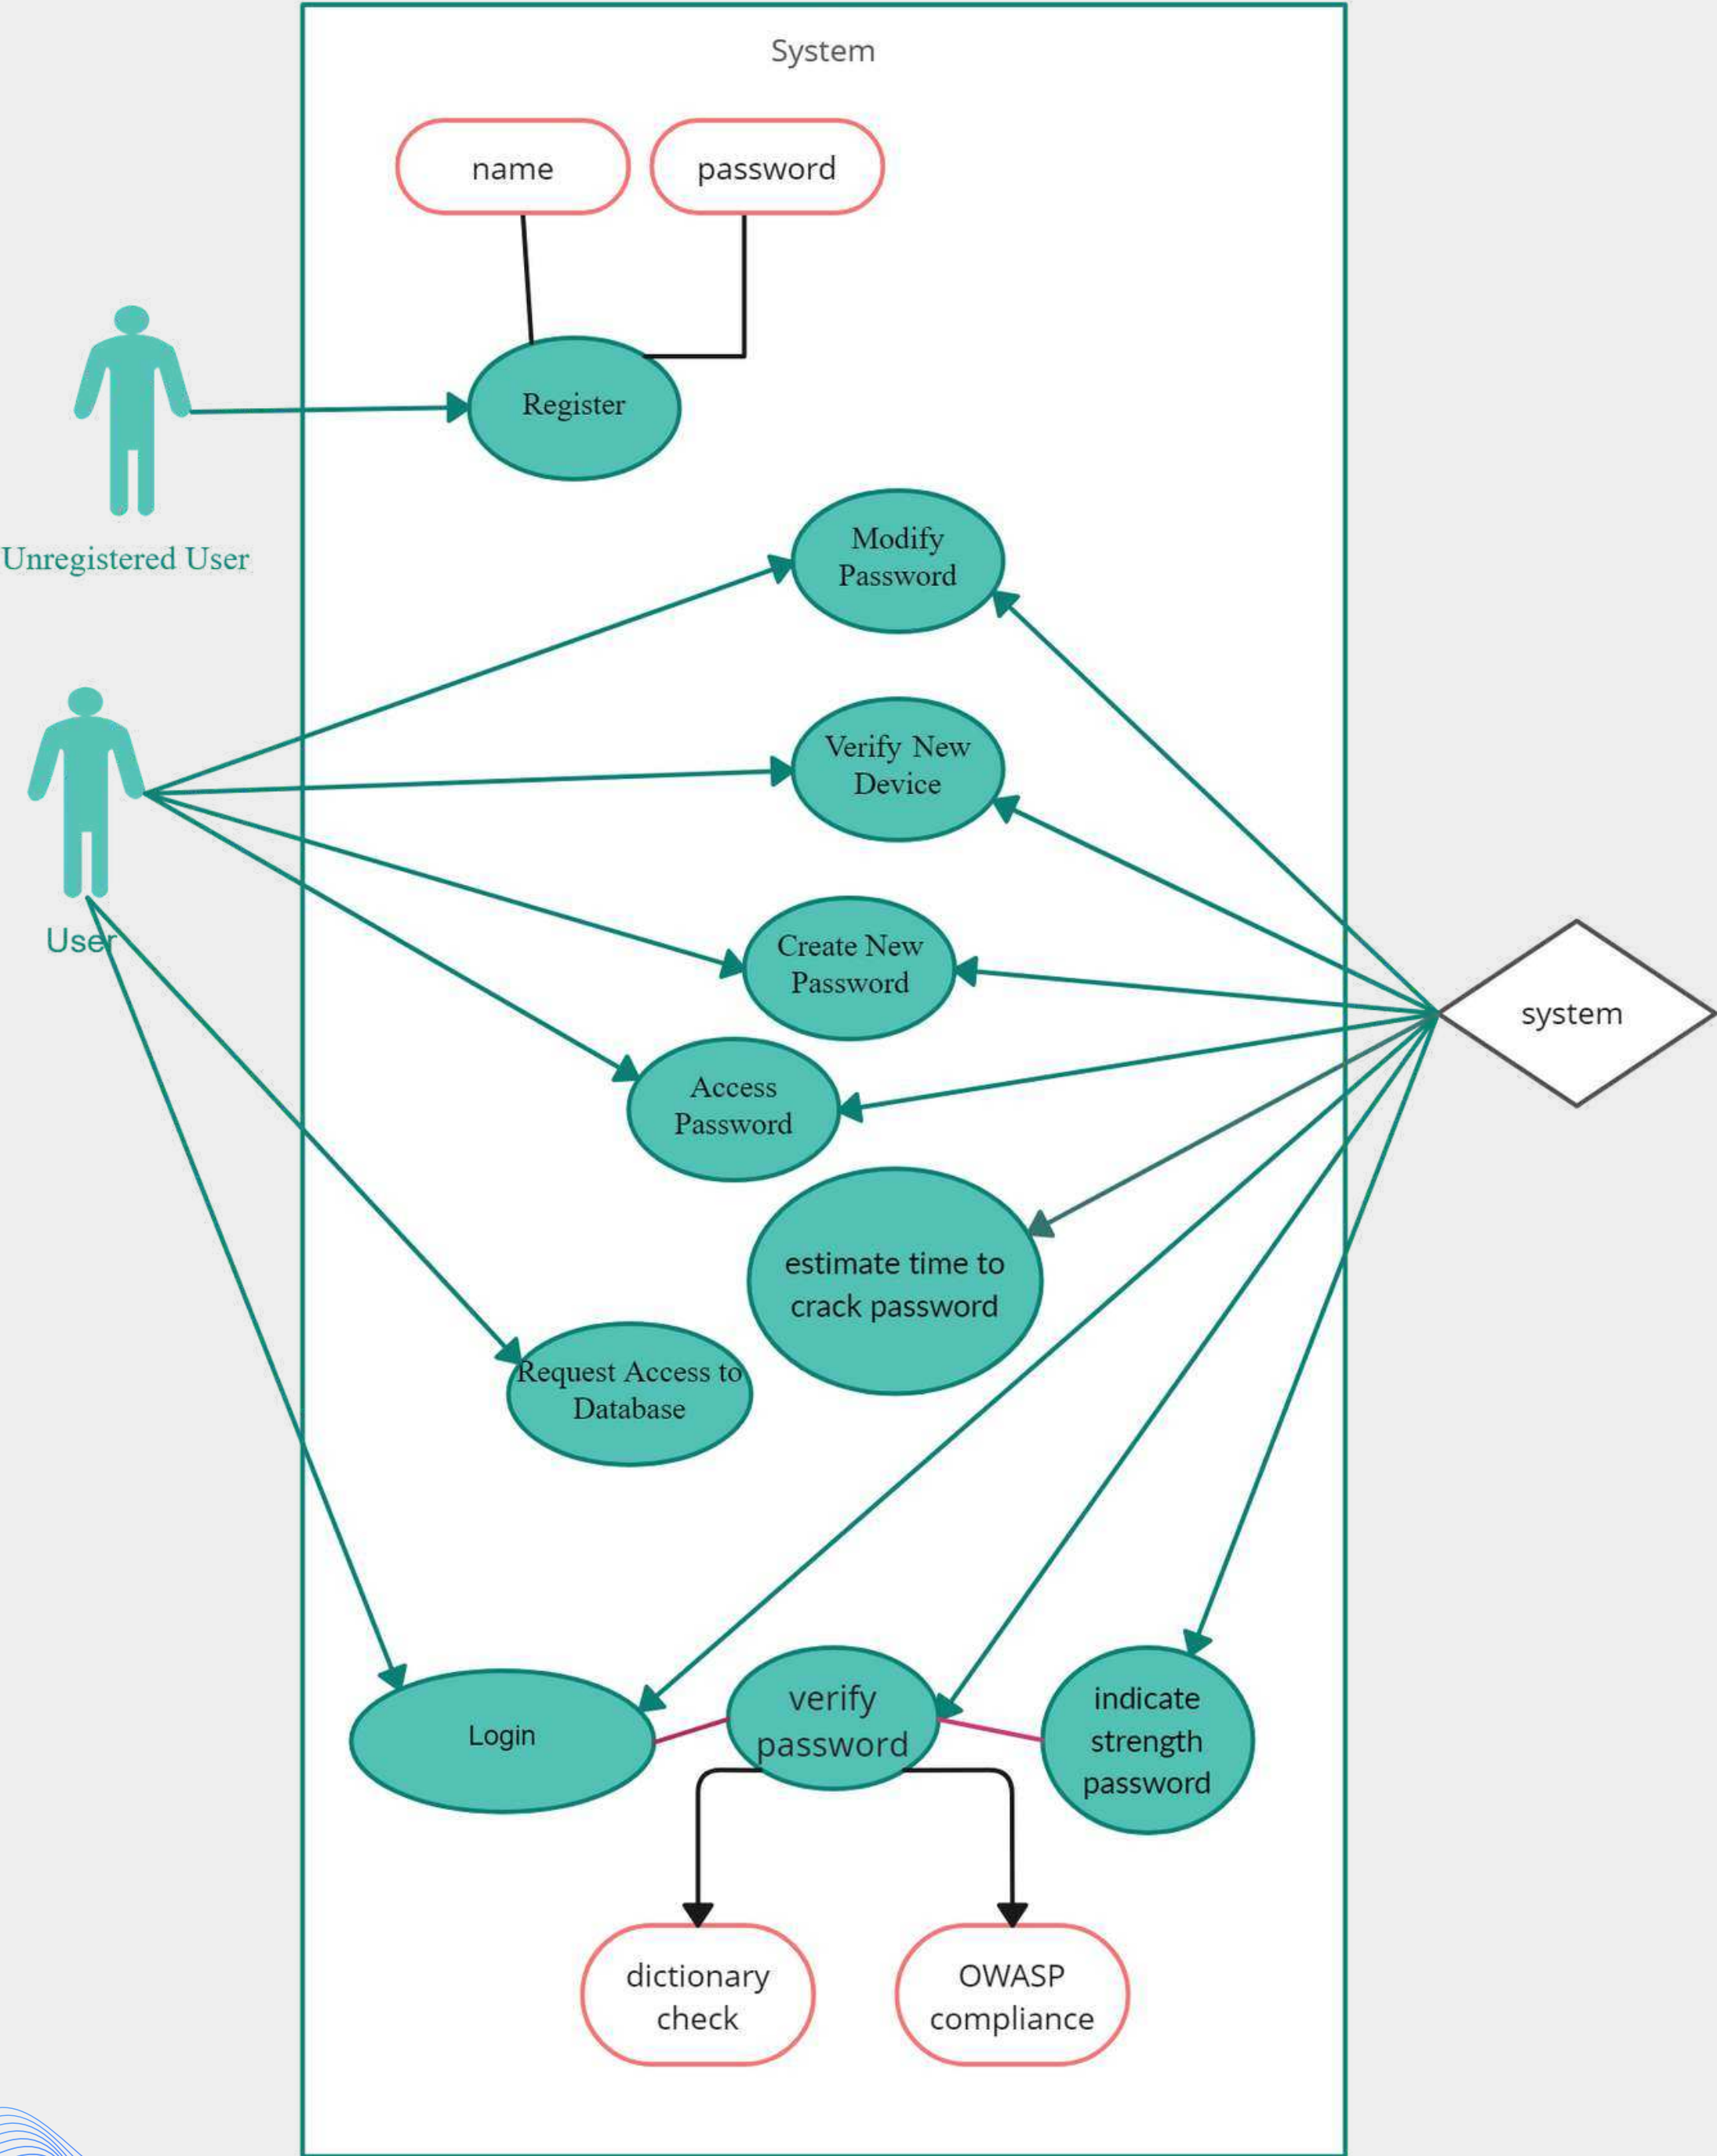 System
name
password
Register
Unregistered User
Modify
Password
Verify New
Device
User
Create New
Password
system
Access
Password
estimate time to
crack password
Request Access to
Database
Login
verify
password
indicate
strength
password
dictionary
check
OWASP
compliance